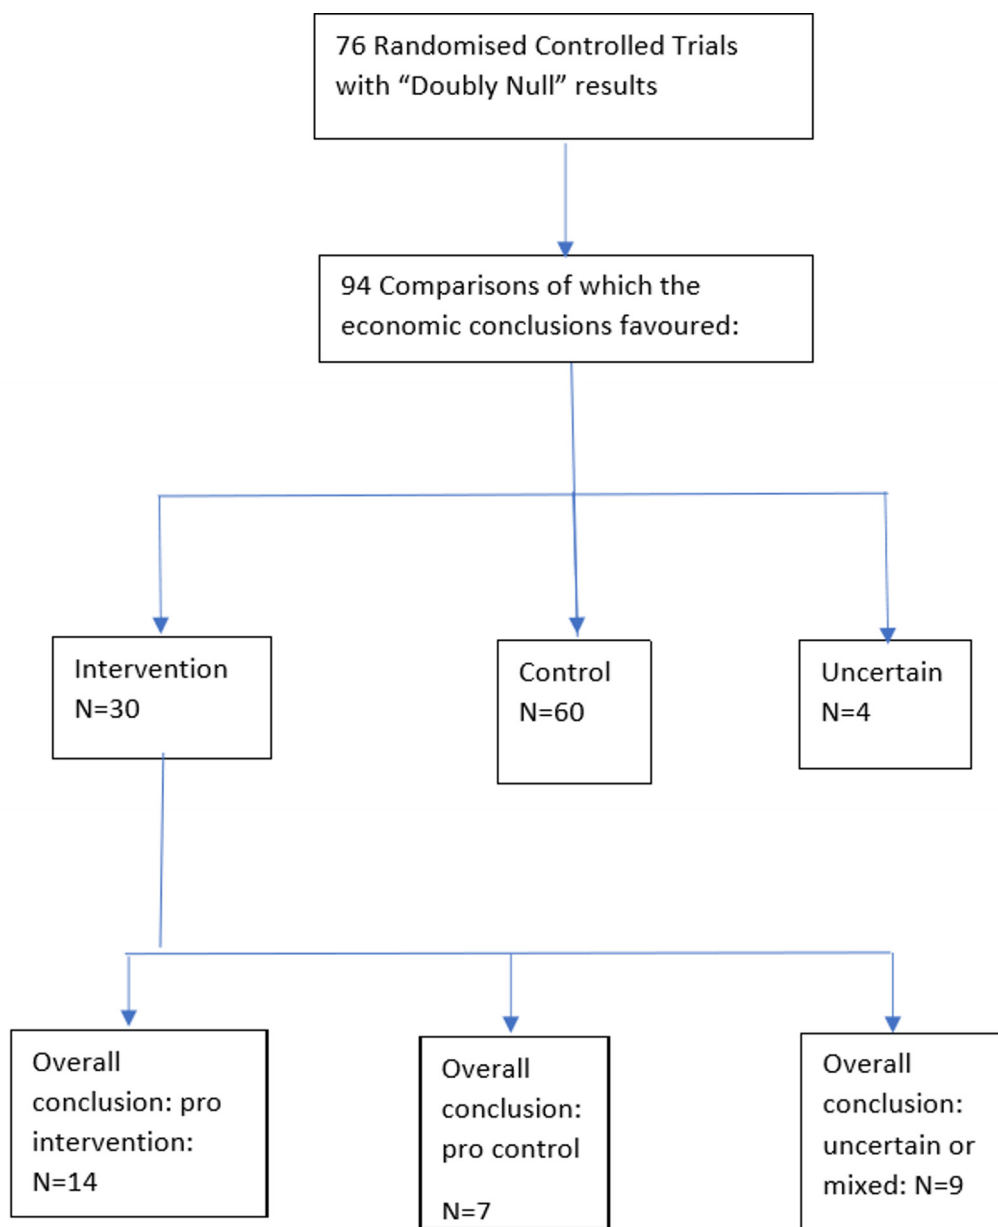 76 Randomised Controlled Trials
with “Doubly Null” results
94 Comparisons of which the
economic conclusions favoured:
Intervention
N=30
Control
N=60
Uncertain
N=4
Overall
conclusion: pro
intervention:
N=14
Overall
conclusion:
pro control
N=7
Overall
conclusion:
uncertain or
mixed: N=9